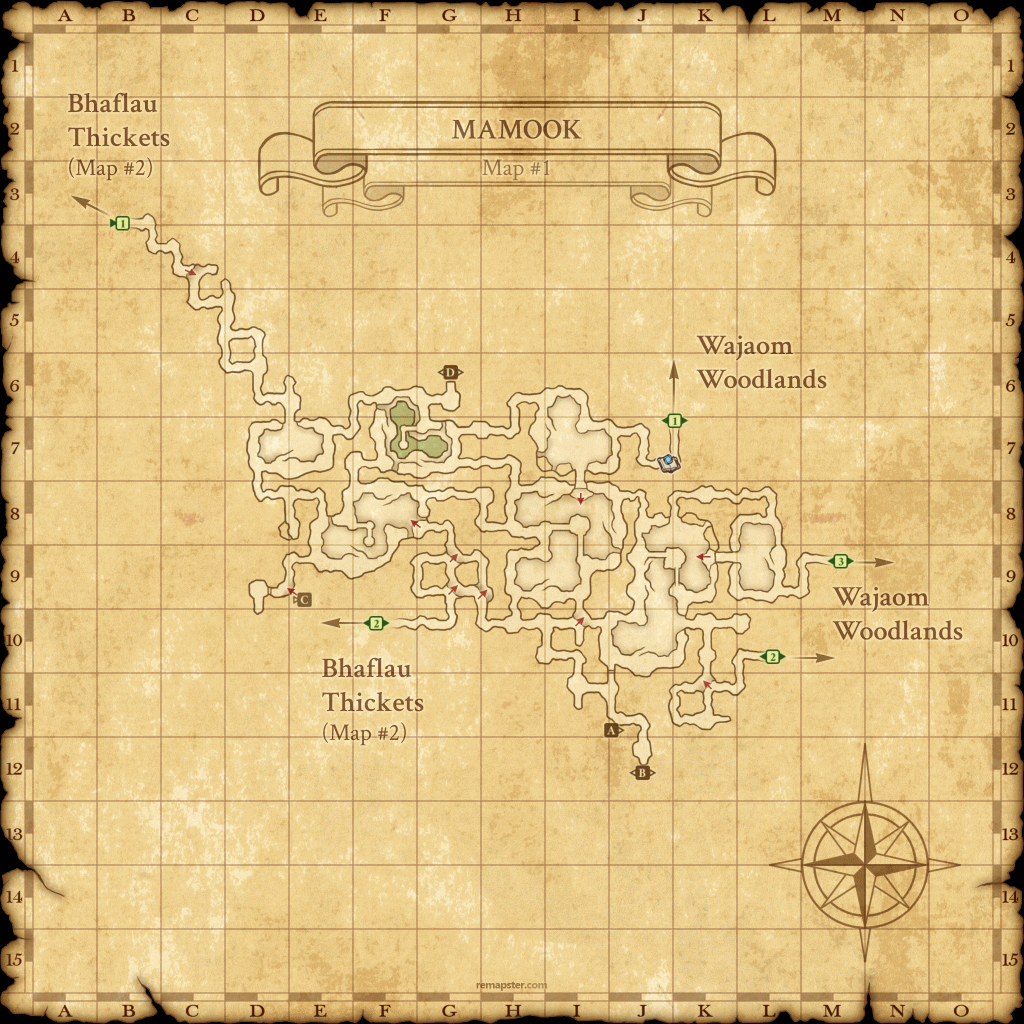 A B C D E F G H I J K L M N O
1 1
Bhaflau
Thickets
(Map #2)
MAMOOK
Map #1
2 2
3 3
1
4 4
5 5
Wajaom
Woodlands
6 6
D
1
7 7
8 8
3
9 9
C
Wajaom
Woodlands
2
10 10
2
Bhaflau
Thickets
(Map #2)
11 11
A
B
12 12
13 13
14 14
15 15
remapster.com
A B C D E F G H I J K L M N O